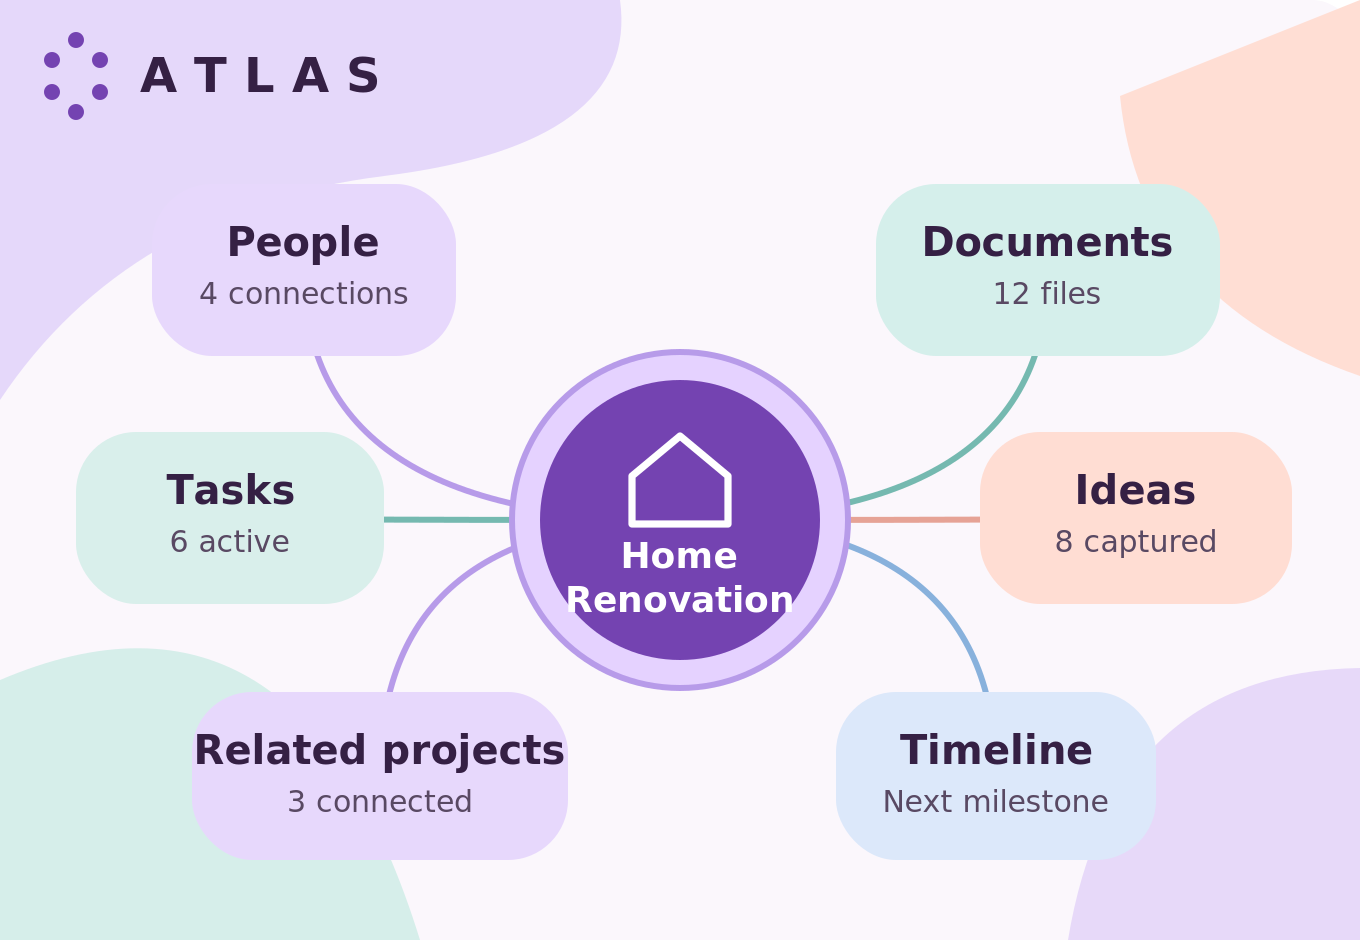 ATLAS
People
4 connections
Documents
12 files
Tasks
6 active
Home
Renovation
Ideas
8 captured
Related projects
3 connected
Timeline
Next milestone